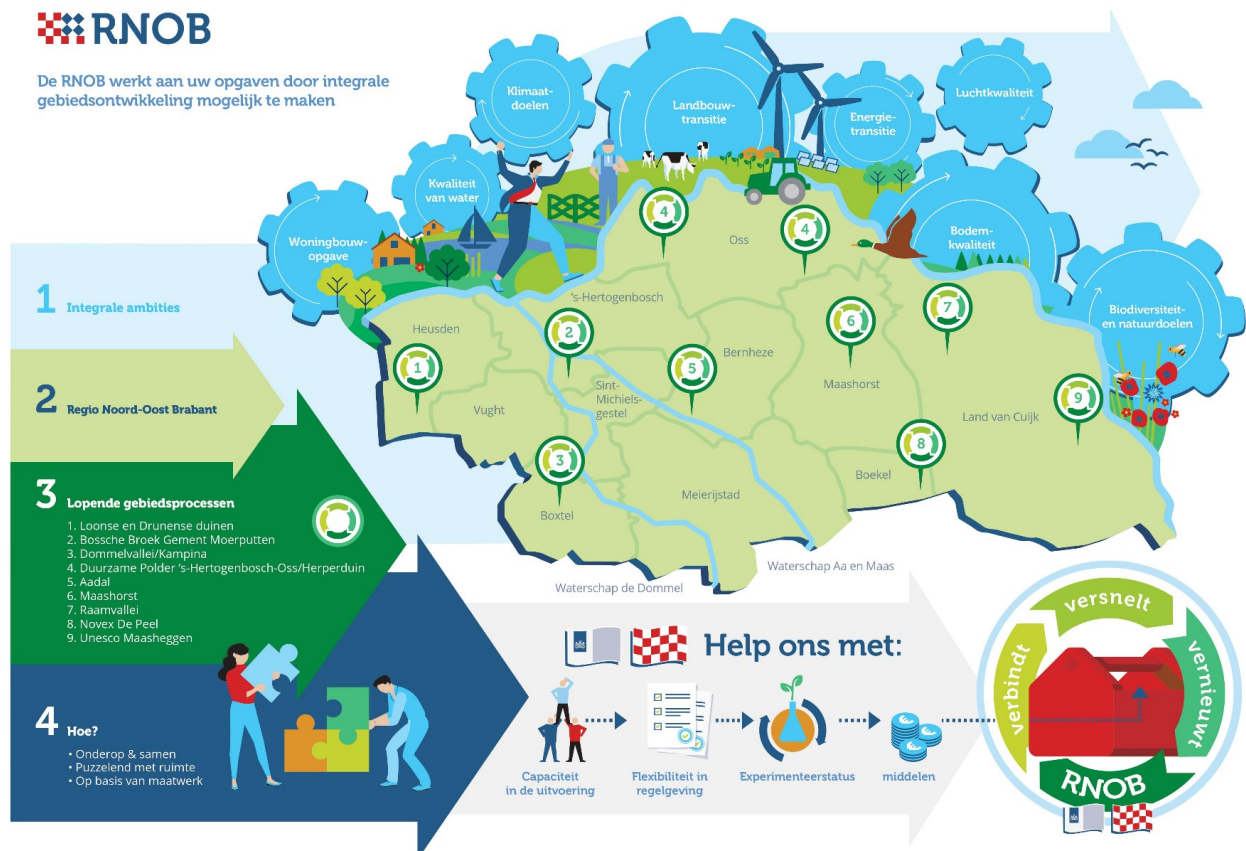 RNOB
De RNOB werkt aan uw opgaven door integrale
gebiedsontwikkeling mogelijk te maken
Woningbouw-
opgave
Kwaliteit
van water
Klimaat-
doelen
Landbouw-
transitie
Energie-
transitie
Luchtkwaliteit
Bodem-
kwaliteit
Biodiversiteit-
en natuurdoelen
4
4
Oss
's-Hertogenbosch
Heusden
1
2
Vught
Sint-
Michiels-
gestel
5
Bernheze
6
Maashorst
7
Land van Cuijk
9
3
Boxtel
Meierijstad
8
Boekel
Waterschap de Dommel
Waterschap Aa en Maas
1 Integrale ambities
2 Regio Noord-Oost Brabant
3 Lopende gebiedsprocessen
1. Loonse en Drunense duinen
2. Bossche Broek Gement Moerputten
3. Dommelvallei/Kampina
4. Duurzame Polder 's-Hertogenbosch-Oss/Herperduin
5. Aadal
6. Maashorst
7. Raamvallei
8. Novex De Peel
9. Unesco Maasheggen
4 Hoe?
• Onderop & samen
• Puzzelend met ruimte
• Op basis van maatwerk
Help ons met:
Capaciteit
in de uitvoering
Flexibiliteit in
regelgeving
Experimenteerstatus
middelen
verbindt
versnelt
vernieuwt
RNOB